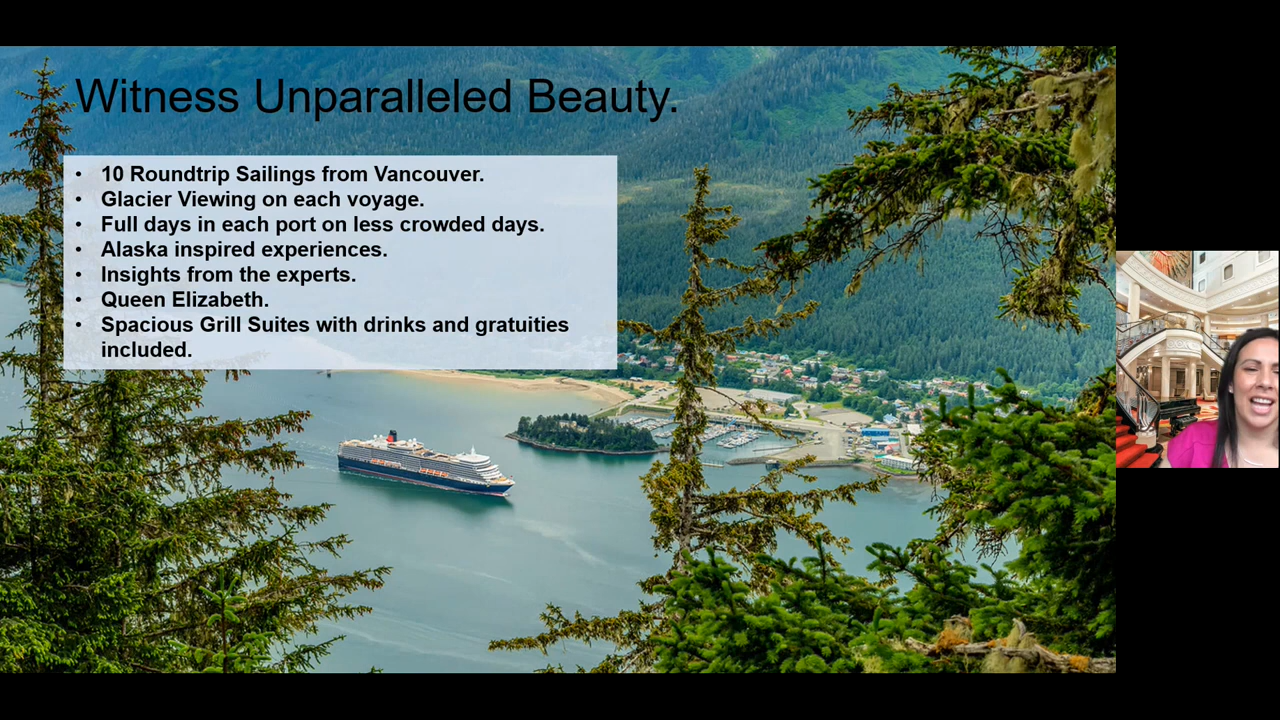 Witness Unparalleled Beauty.
• 10 Roundtrip Sailings from Vancouver.
• Glacier Viewing on each voyage.
• Full days in each port on less crowded days.
• Alaska inspired experiences.
• Insights from the experts.
• Queen Elizabeth.
• Spacious Grill Suites with drinks and gratuities
included.